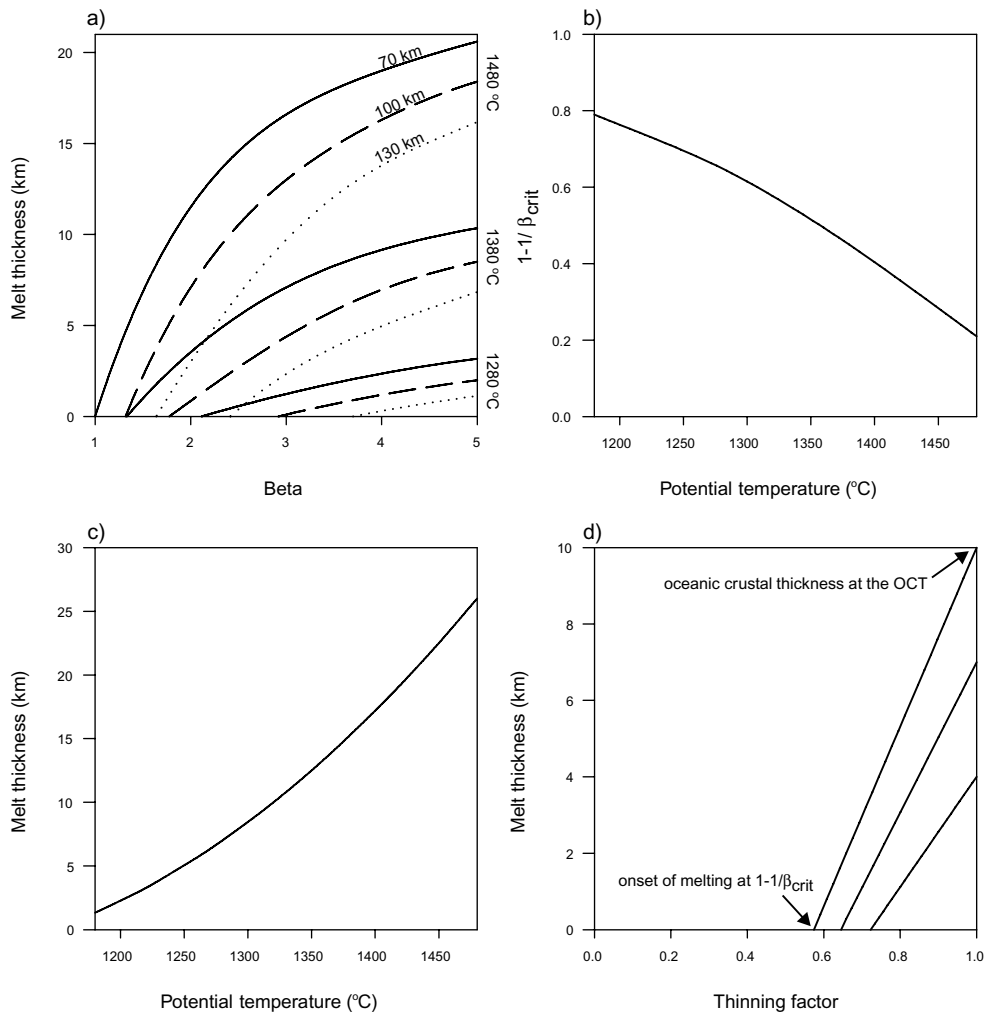 a)
20
15
10
5
0
1
2
3
4
5
Melt thickness (km)
Beta
70 km
100 km
130 km
1480 ºC
1380 ºC
1280 ºC
b)
1.0
0.8
0.6
0.4
0.2
0.0
1200
1250
1300
1350
1400
1450
1-1/ βcrit
Potential temperature (ºC)
c)
30
25
20
15
10
5
0
1200
1250
1300
1350
1400
1450
Melt thickness (km)
Potential temperature (ºC)
d)
10
8
6
4
2
0
0.0
0.2
0.4
0.6
0.8
1.0
Melt thickness (km)
Thinning factor
oceanic crustal thickness at the OCT
onset of melting at 1-1/βcrit